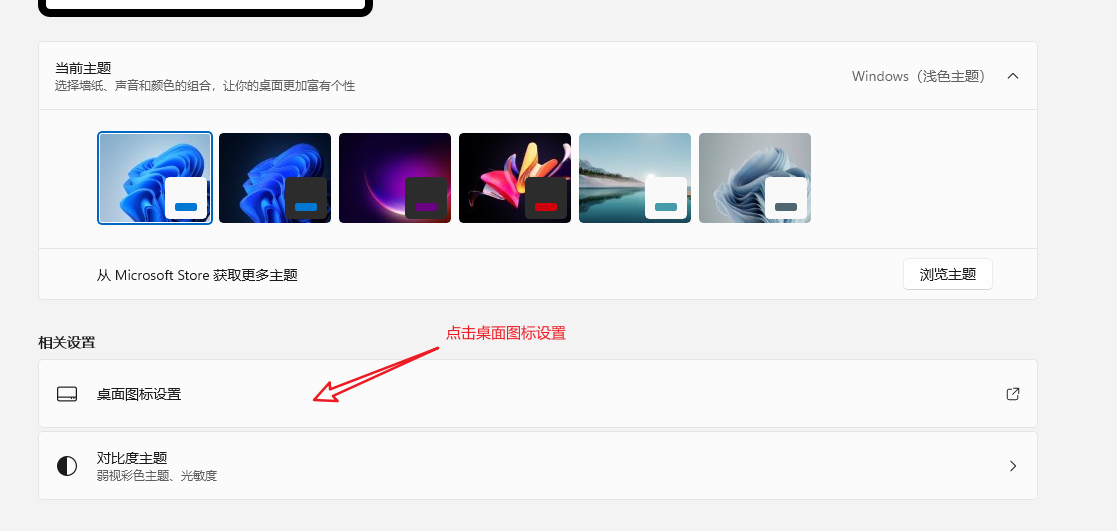 当前主题
选择墙纸、声音和颜色的组合，让你的桌面更加富有个性
Windows（浅色主题）
从 Microsoft Store 获取更多主题
浏览主题
点击桌面图标设置
相关设置
桌面图标设置
对比度主题
弱视彩色主题、光敏度